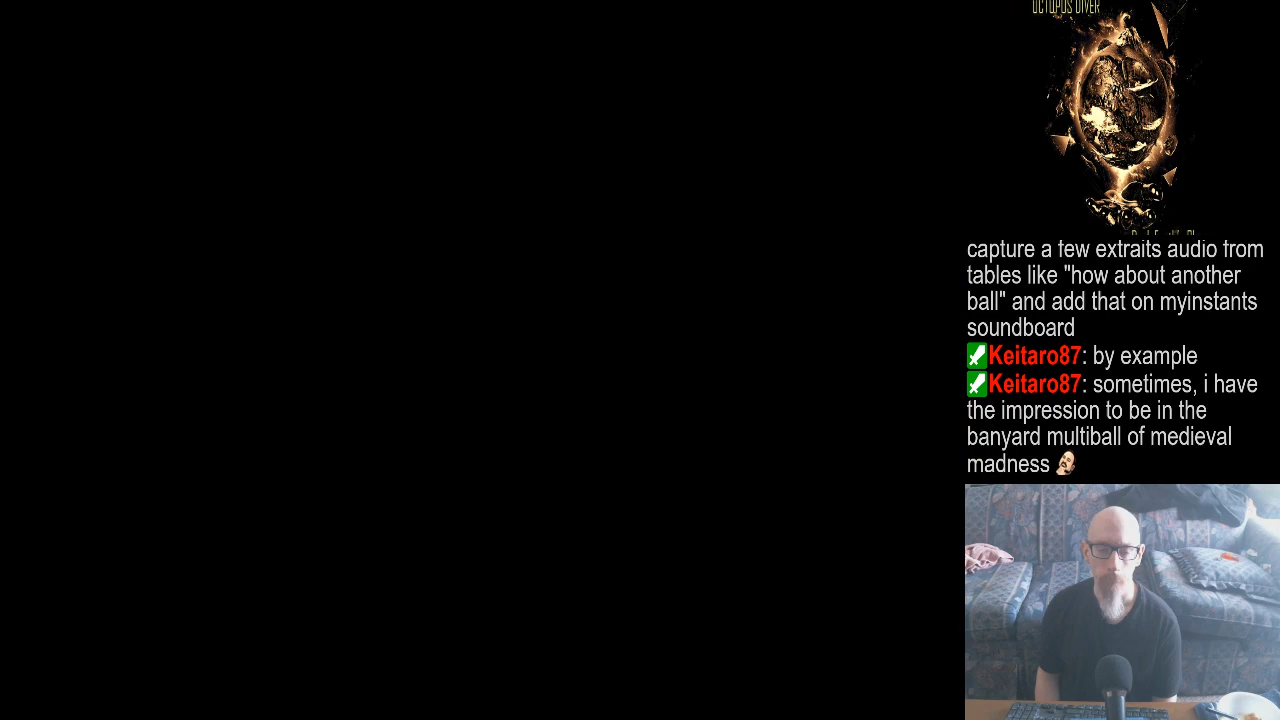 OCTOPUS DIVER
capture a few extraits audio from
tables like "how about another
ball" and add that on myinstants
soundboard
Keitaro87: by example
Keitaro87: sometimes, i have
the impression to be in the
banyard multiball of medieval
madness